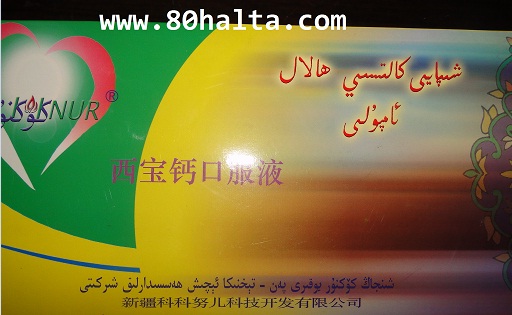 www.80halta.com
شىپايى كالتسىي ھالال
ئامپۇلى
KOKNUR®
西宝钙口服液
شىنجاڭ كۆكنۇر يۇقىرى پەن - تېخنىكا ئېچىش ھەسسىدارلىق شىركىتى
新疆科科努儿科技开发有限公司